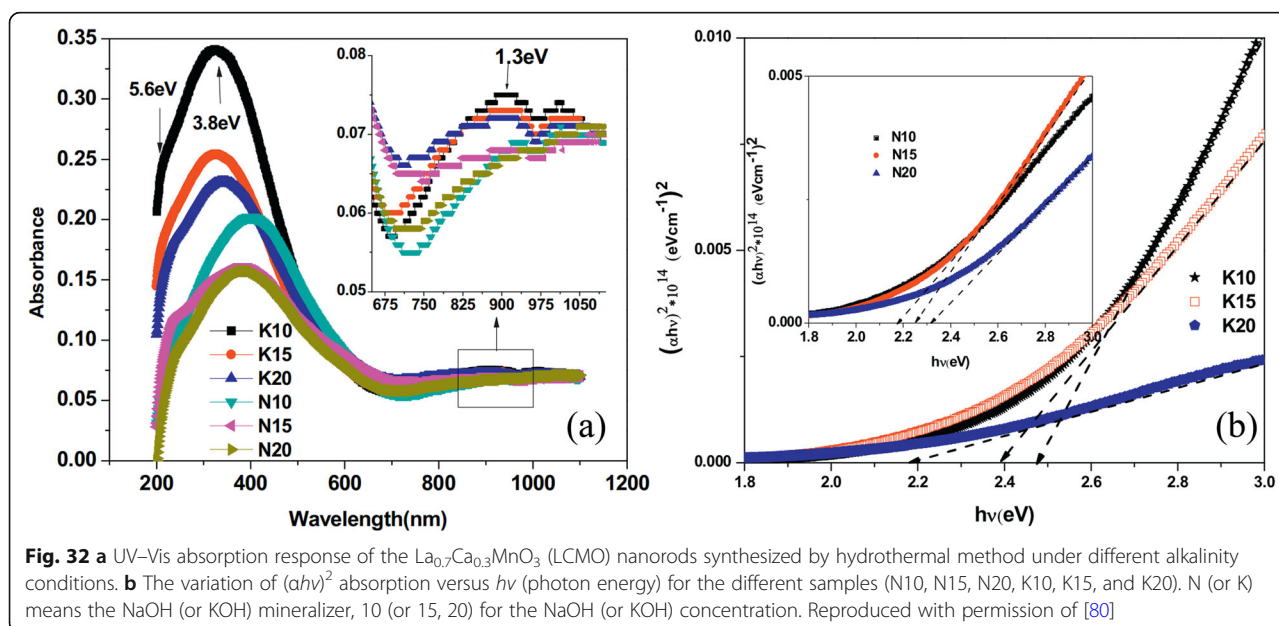 0.35
0.30
0.25
0.20
0.15
0.10
0.05
0.00
Absorbance
200 400 600 800 1000 1200
Wavelength(nm)
5.6eV
3.8eV
K10
K15
K20
N10
N15
N20
0.08
0.07
0.06
0.05
675 750 825 900 975 1050
1.3eV
(a)
0.010
0.005
0.000
(αhν)²*10¹⁴ (eVcm⁻¹)²
1.8 2.0 2.2 2.4 2.6 2.8 3.0
hν(eV)
0.005
0.000
(αhν)²*10¹⁴ (eVcm⁻¹)²
1.8 2.0 2.2 2.4 2.6 2.8 3.0
hν(eV)
N10
N15
N20
K10
K15
K20
(b)
Fig. 32 a UV–Vis absorption response of the La₀.₇Ca₀.₃MnO₃ (LCMO) nanorods synthesized by hydrothermal method under different alkalinity
conditions. b The variation of (αhν)² absorption versus hν (photon energy) for the different samples (N10, N15, N20, K10, K15, and K20). N (or K)
means the NaOH (or KOH) mineralizer, 10 (or 15, 20) for the NaOH (or KOH) concentration. Reproduced with permission of [80]